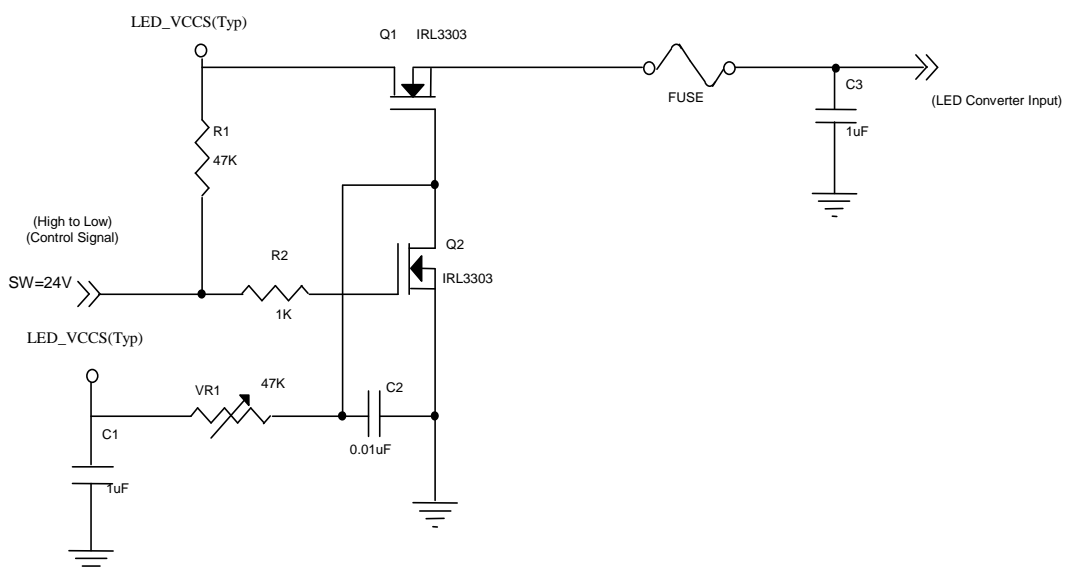 LED_VCCS(Typ)
Q1 IRL3303
FUSE
C3
(LED Converter Input)
1uF
R1
47K
(High to Low)
(Control Signal)
SW=24V
R2
1K
Q2
IRL3303
LED_VCCS(Typ)
VR1
47K
C2
0.01uF
C1
1uF